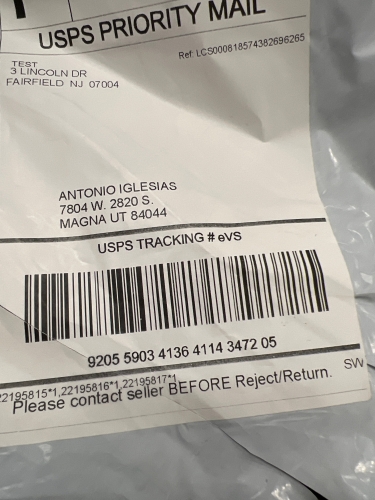 USPS PRIORITY MAIL
Ref: LCS000818574382696265
TEST
3 LINCOLN DR
FAIRFIELD NJ 07004
ANTONIO IGLESIAS
7804 W. 2820 S.
MAGNA UT 84044
USPS TRACKING # eVS
9205 5903 4136 4114 3472 05
22195815*1,22195816*1,22195817*1
SW
Please contact seller BEFORE Reject/Return.